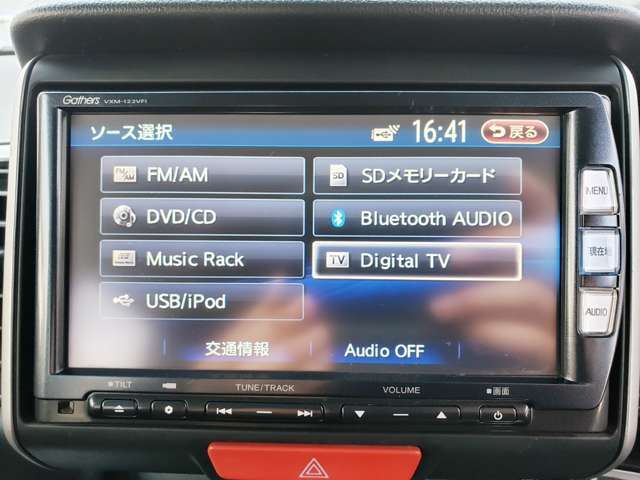 Gathers VXM-122VFi
ソース選択 16:41 戻る
FM/AM
SD SDメモリーカード
DVD/CD
Bluetooth AUDIO
Music Rack
TV Digital TV
USB/iPod
交通情報 Audio OFF
MENU
現在地
AUDIO
TILT TUNE/TRACK VOLUME 画面